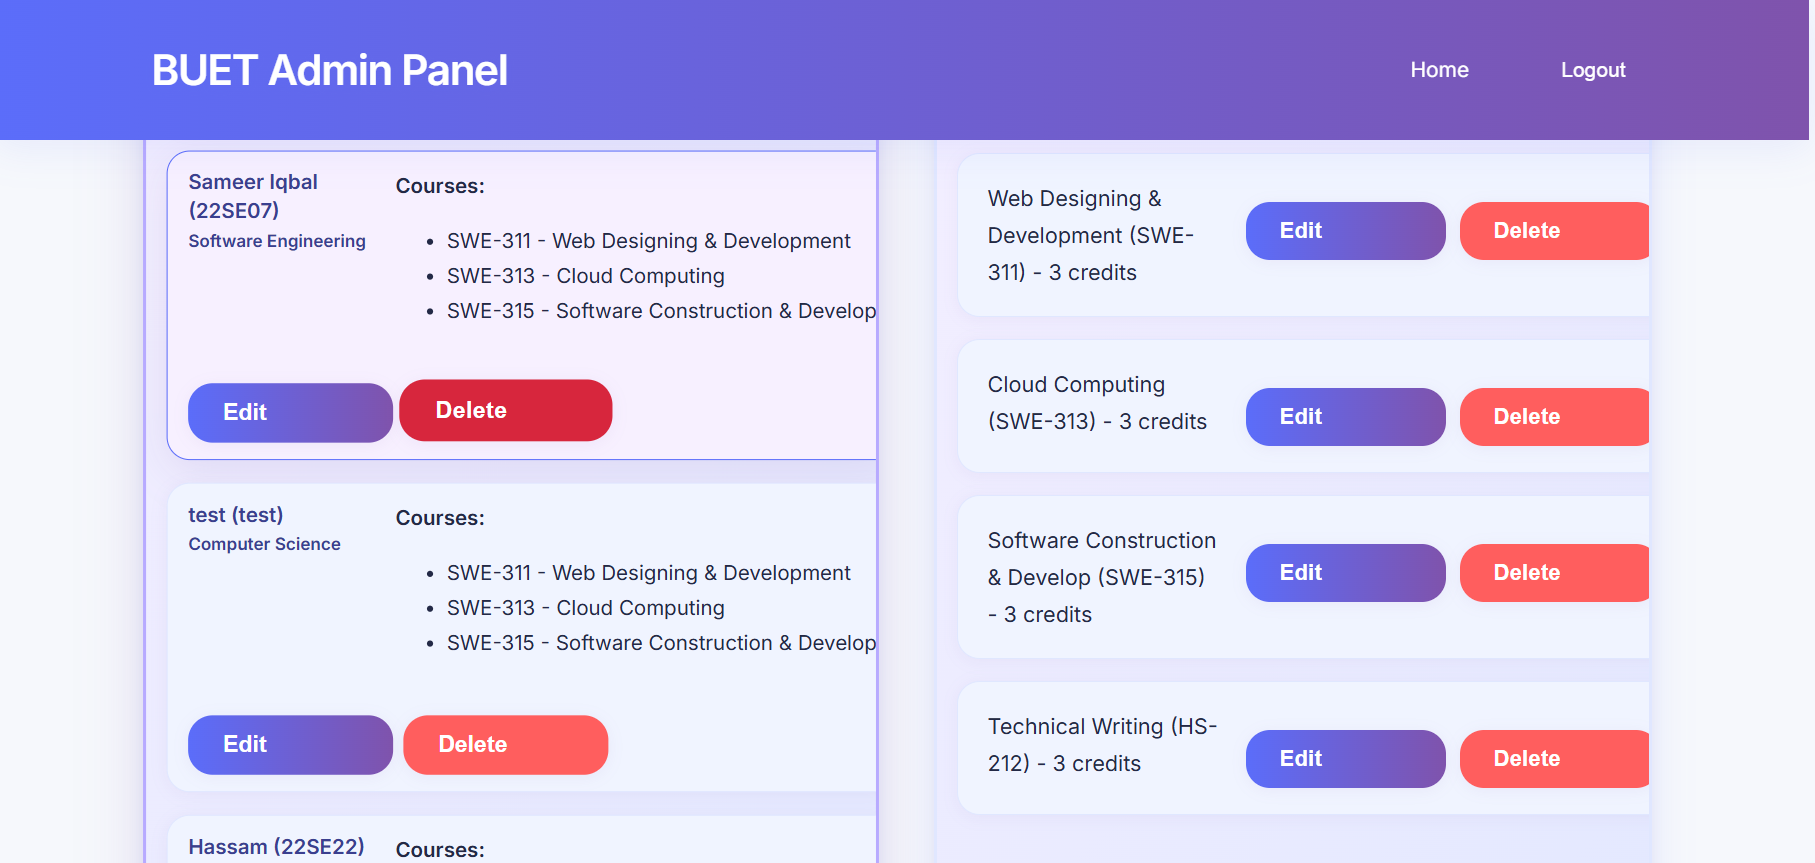 BUET Admin Panel
Home
Logout
Sameer Iqbal
(22SE07)
Software Engineering
Courses:
• SWE-311 - Web Designing & Development
• SWE-313 - Cloud Computing
• SWE-315 - Software Construction & Develop
Edit
Delete
test (test)
Computer Science
Courses:
• SWE-311 - Web Designing & Development
• SWE-313 - Cloud Computing
• SWE-315 - Software Construction & Develop
Edit
Delete
Hassam (22SE22)
Courses:
Web Designing &
Development (SWE-
311) - 3 credits
Edit
Delete
Cloud Computing
(SWE-313) - 3 credits
Edit
Delete
Software Construction
& Develop (SWE-315)
- 3 credits
Edit
Delete
Technical Writing (HS-
212) - 3 credits
Edit
Delete